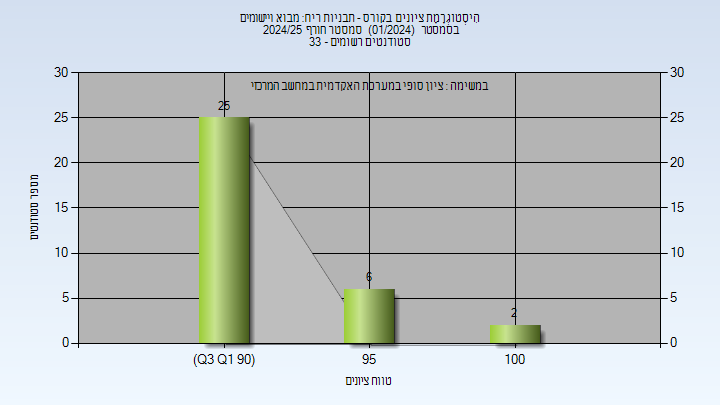 הִיסְטוֹגְרָמַת ציונים בקורס - תבניות ריח: מבוא ויישומים
בסמסטר (01/2024) סמסטר חורף 2024/25
סטודנטים רשומים - 33
במשימה : ציון סופי במערכת האקדמית במחשב המרכזי
30 30
25 25
25
20 20
15 15
10 10
6
5 5
2
0 0
מספר סטודנטים
(Q3 Q1 90) 95 100
טווח ציונים